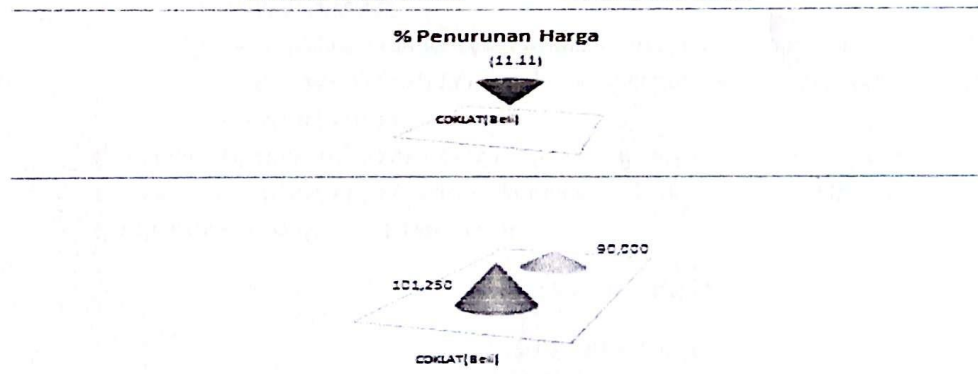 % Penurunan Harga
(11.11)
COKLAT(Beli)
90,000
101,250
COKLAT(Beli)